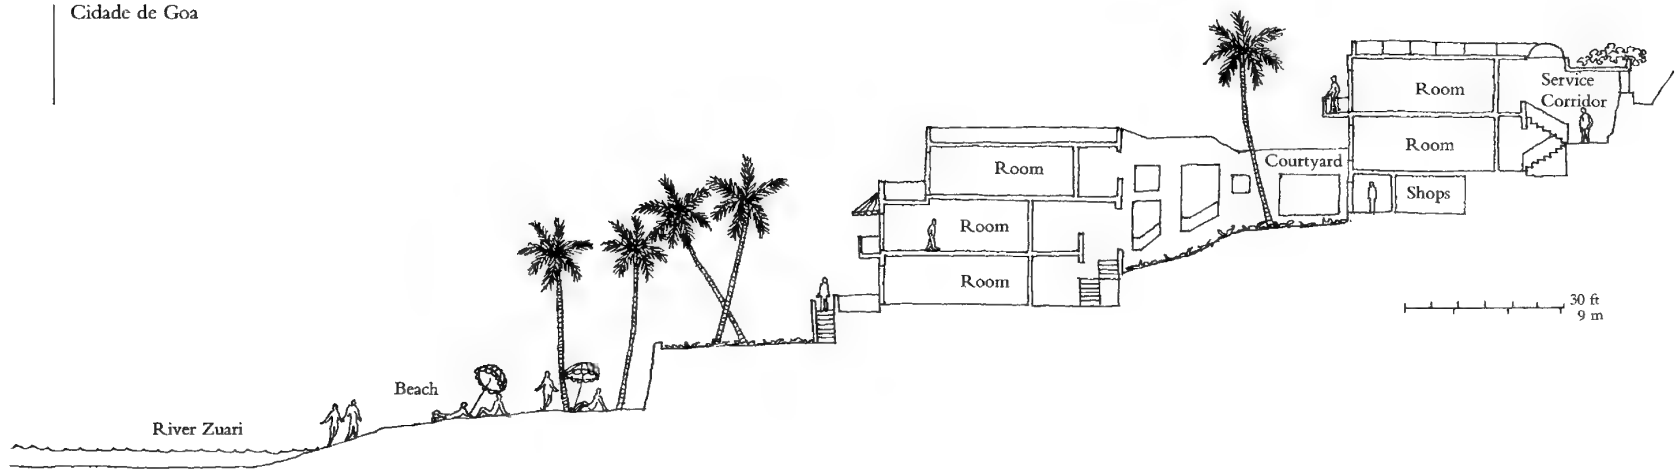 Cidade de Goa
Room
Service
Corridor
Room
Courtyard
Room
Shops
Room
Room
30 ft
9 m
Beach
River Zuari